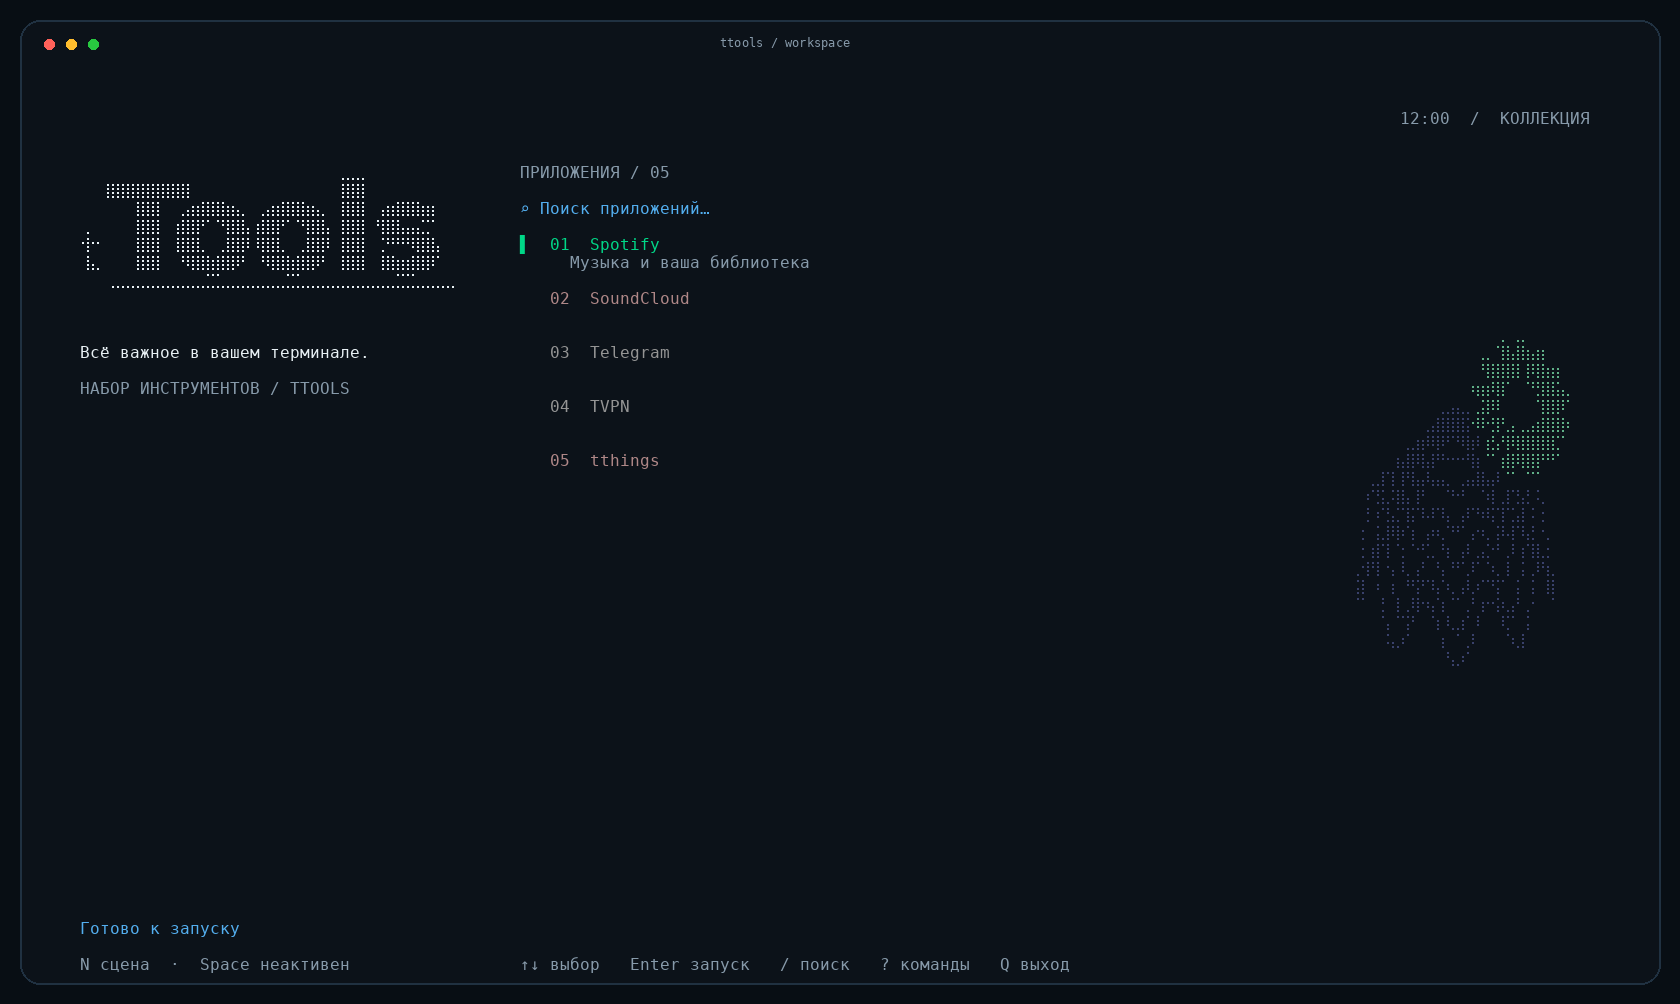 ttools / workspace
12:00 / КОЛЛЕКЦИЯ
tTools
Всё важное в вашем терминале.
НАБОР ИНСТРУМЕНТОВ / TTOOLS
ПРИЛОЖЕНИЯ / 05
⌕ Поиск приложений…
01 Spotify
Музыка и ваша библиотека
02 SoundCloud
03 Telegram
04 TVPN
05 tthings
Готово к запуску
N сцена · Space неактивен
↑↓ выбор Enter запуск / поиск ? команды Q выход